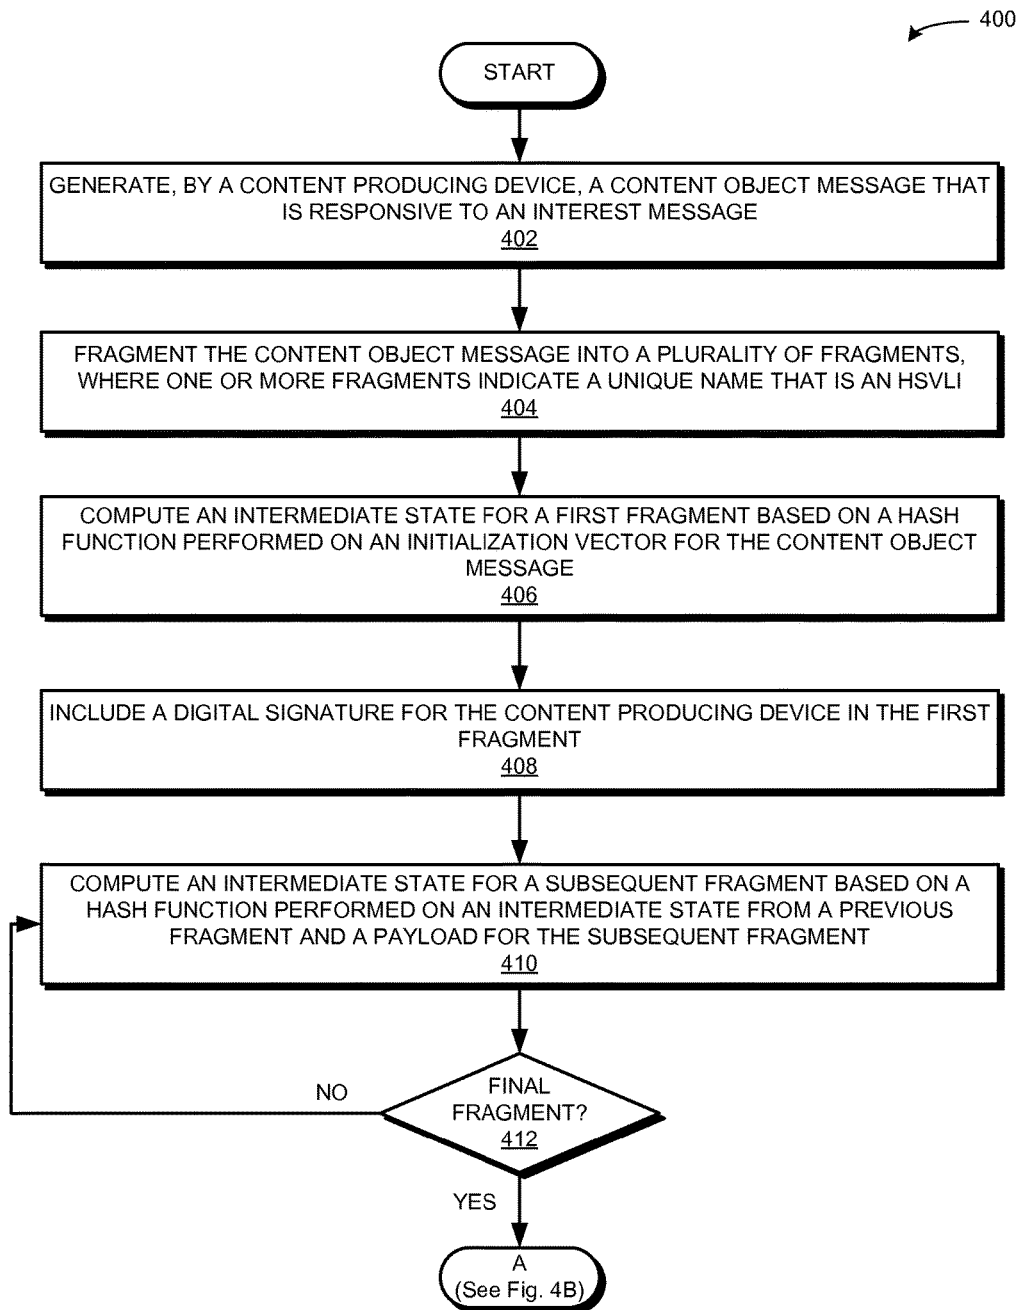 400
START
GENERATE, BY A CONTENT PRODUCING DEVICE, A CONTENT OBJECT MESSAGE THAT
IS RESPONSIVE TO AN INTEREST MESSAGE
402
FRAGMENT THE CONTENT OBJECT MESSAGE INTO A PLURALITY OF FRAGMENTS,
WHERE ONE OR MORE FRAGMENTS INDICATE A UNIQUE NAME THAT IS AN HSVLI
404
COMPUTE AN INTERMEDIATE STATE FOR A FIRST FRAGMENT BASED ON A HASH
FUNCTION PERFORMED ON AN INITIALIZATION VECTOR FOR THE CONTENT OBJECT
MESSAGE
406
INCLUDE A DIGITAL SIGNATURE FOR THE CONTENT PRODUCING DEVICE IN THE FIRST
FRAGMENT
408
COMPUTE AN INTERMEDIATE STATE FOR A SUBSEQUENT FRAGMENT BASED ON A
HASH FUNCTION PERFORMED ON AN INTERMEDIATE STATE FROM A PREVIOUS
FRAGMENT AND A PAYLOAD FOR THE SUBSEQUENT FRAGMENT
410
NO
FINAL
FRAGMENT?
412
YES
A
(See Fig. 4B)